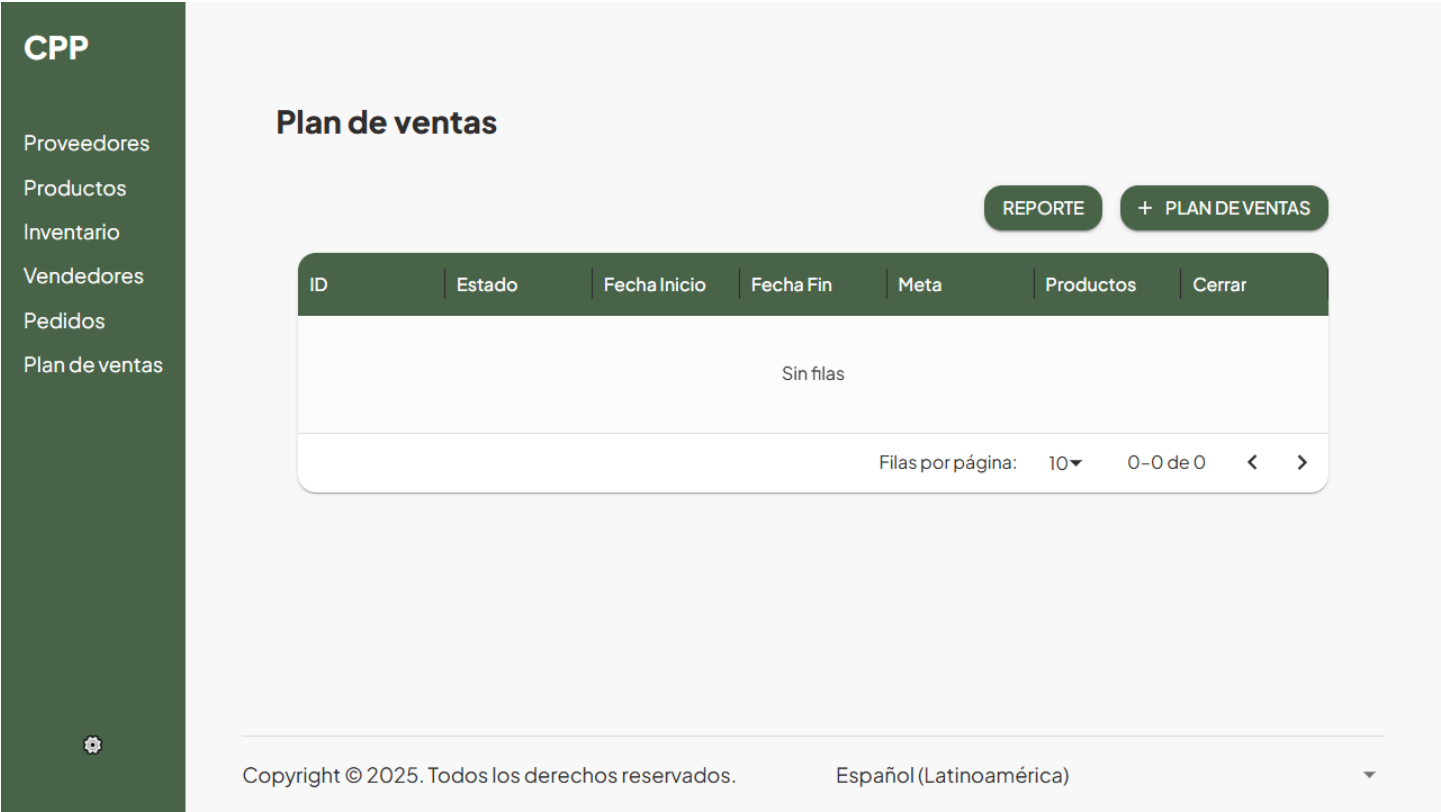 CPP
Proveedores
Productos
Inventario
Vendedores
Pedidos
Plan de ventas
Plan de ventas
REPORTE
+ PLAN DE VENTAS
ID Estado Fecha Inicio Fecha Fin Meta Productos Cerrar
Sin filas
Filas por página: 10 0–0 de 0
Copyright © 2025. Todos los derechos reservados.
Español (Latinoamérica)